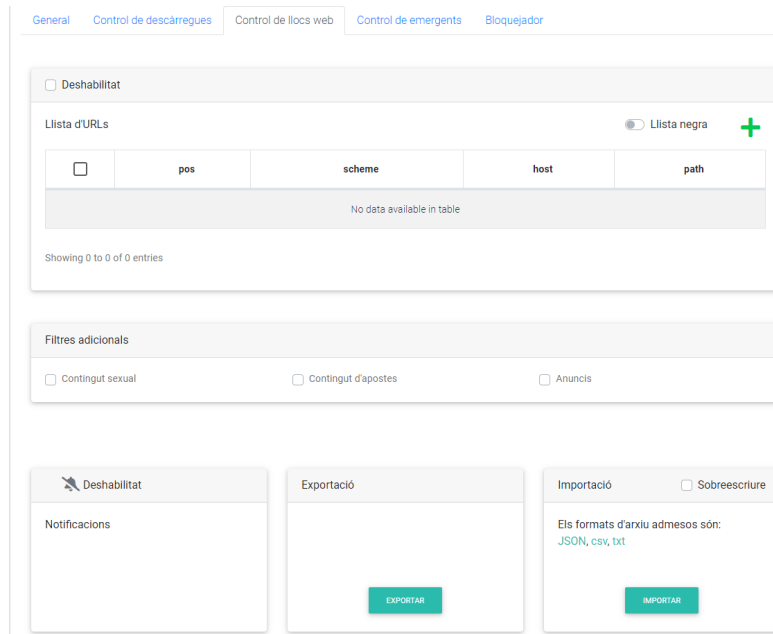 General Control de descàrregues Control de llocs web Control de emergents Bloquejador
Deshabilitat
Llista d'URLs Llista negra
pos scheme host path
No data available in table
Showing 0 to 0 of 0 entries
Filtres adicionals
Contingut sexual Contingut d'apostes Anuncis
Deshabilitat Exportació Importació Sobreescriure
Notificacions Els formats d'arxiu admesos són:
JSON, csv, txt
EXPORTAR IMPORTAR